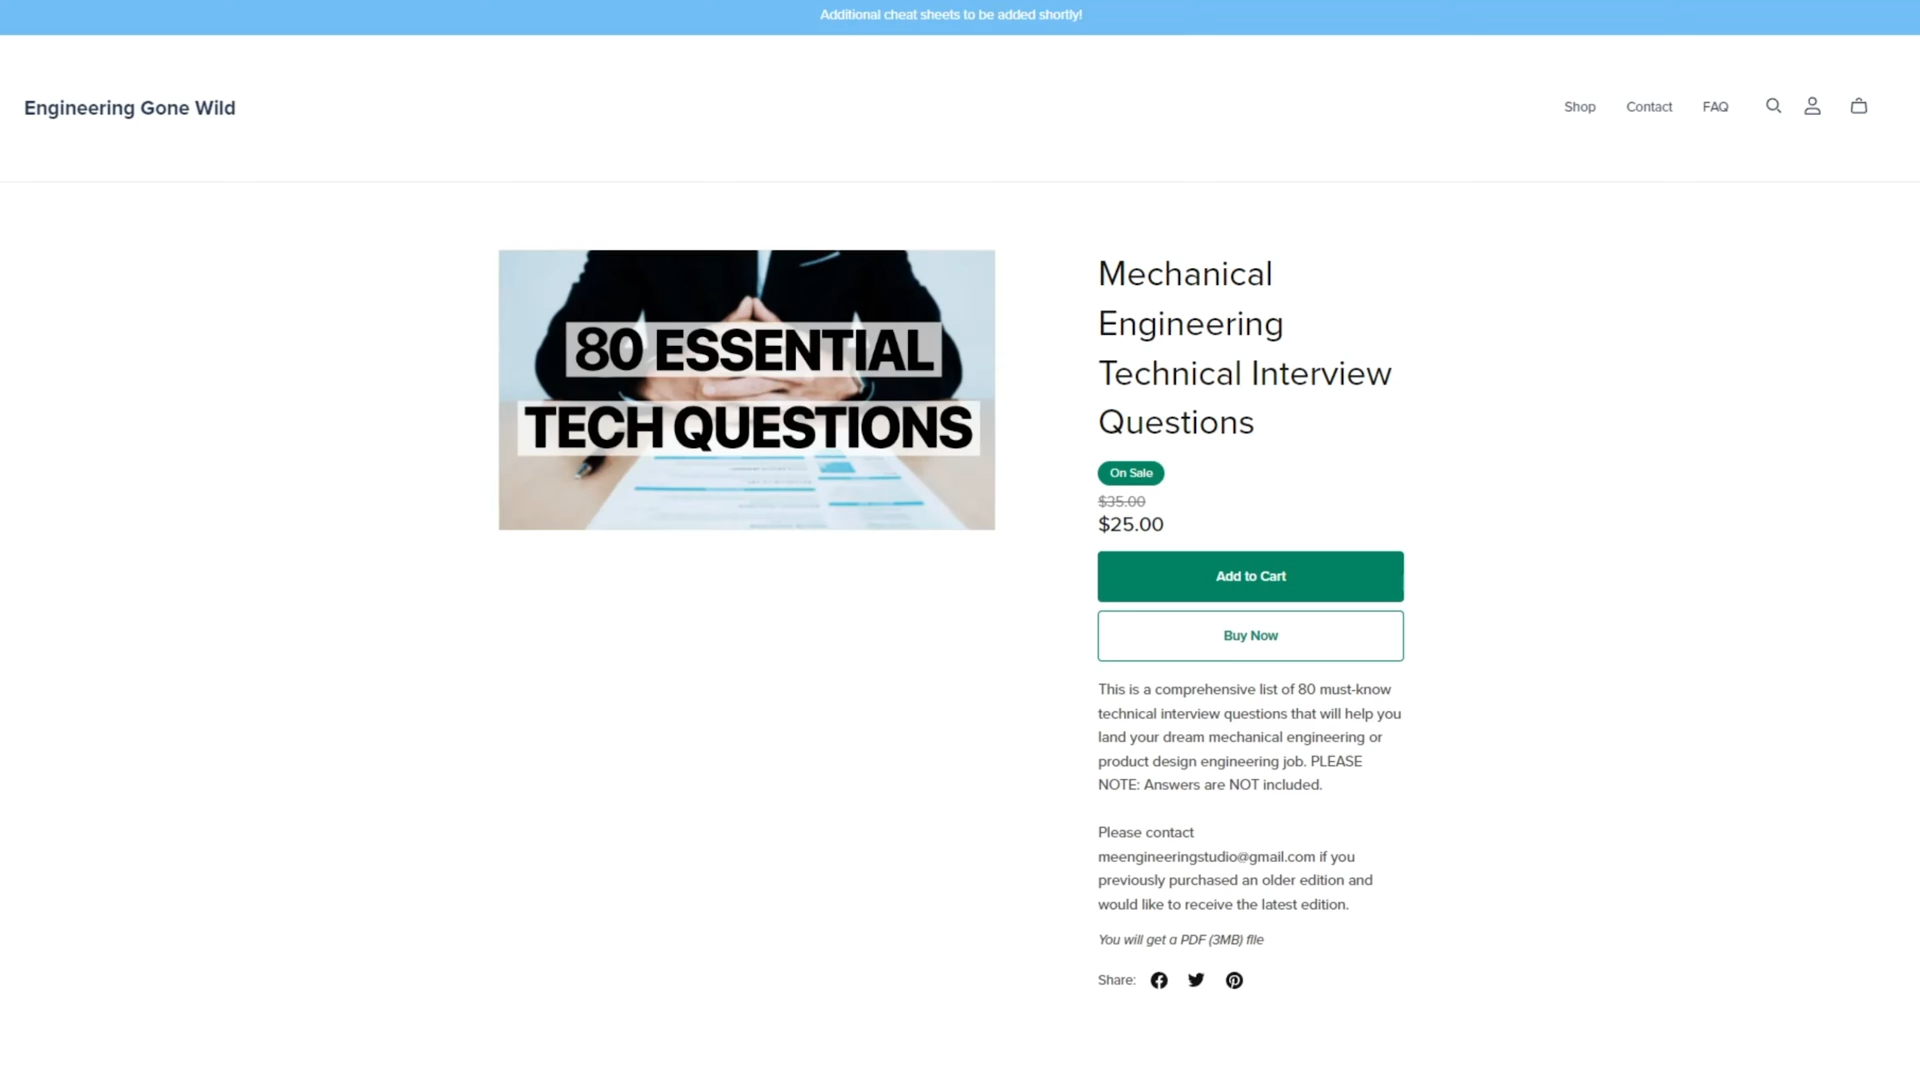 Additional cheat sheets to be added shortly!
Engineering Gone Wild
Shop
Contact
FAQ
80 ESSENTIAL
TECH QUESTIONS
Mechanical
Engineering
Technical Interview
Questions
On Sale
$35.00
$25.00
Add to Cart
Buy Now
This is a comprehensive list of 80 must-know
technical interview questions that will help you
land your dream mechanical engineering or
product design engineering job. PLEASE
NOTE: Answers are NOT included.
Please contact
meengineeringstudio@gmail.com if you
previously purchased an older edition and
would like to receive the latest edition.
You will get a PDF (3MB) file
Share: